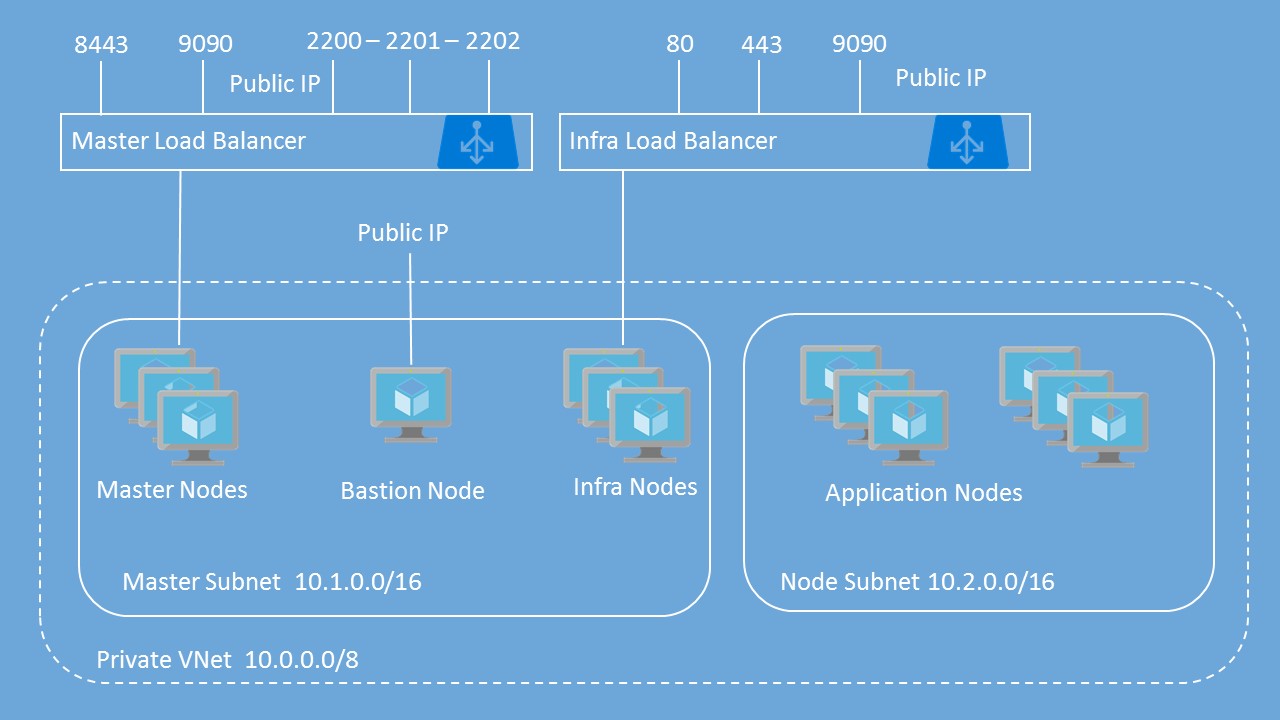 8443
9090
2200 – 2201 – 2202
80
443
9090
Public IP
Public IP
Master Load Balancer
Infra Load Balancer
Public IP
Master Nodes
Bastion Node
Infra Nodes
Application Nodes
Master Subnet 10.1.0.0/16
Node Subnet 10.2.0.0/16
Private VNet 10.0.0.0/8